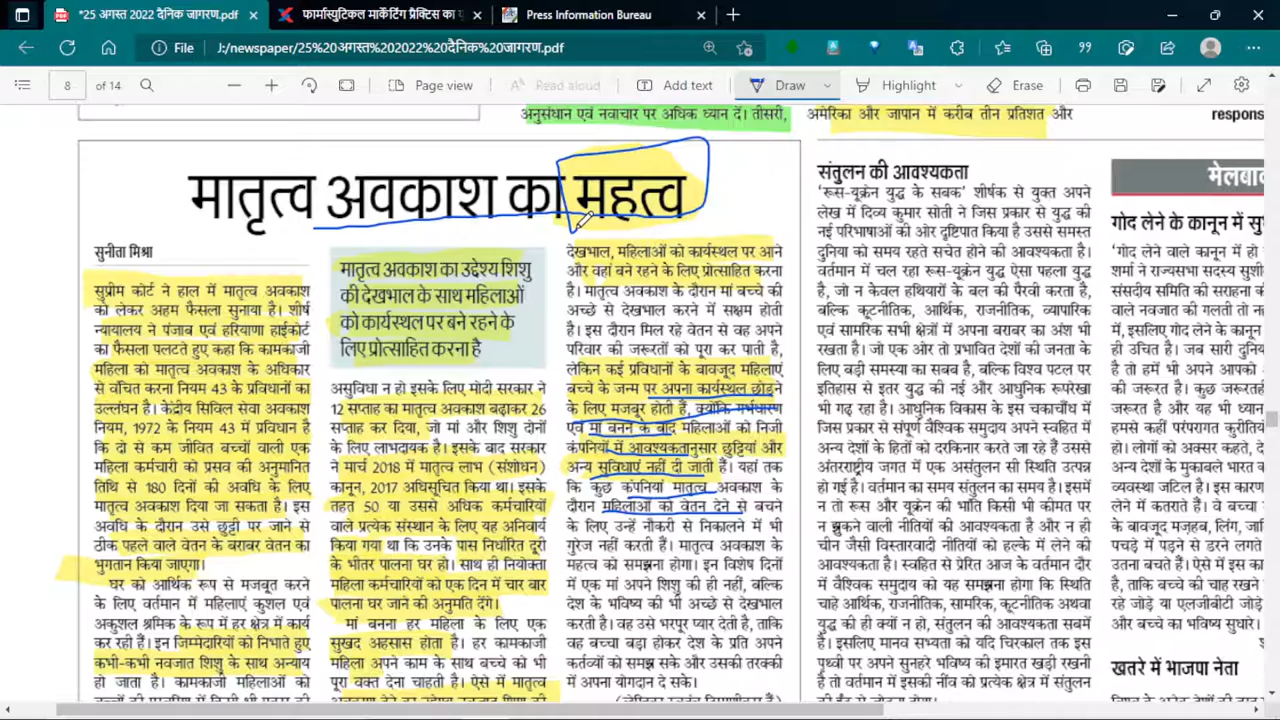 *25 अगस्त 2022 दैनिक जागरण.pdf
फार्मास्युटिकल मार्केटिंग प्रैक्टिस का
Press Information Bureau
File
J:/newspaper/25%20अगस्त%202022%20दैनिक%20जागरण.pdf
8 of 14
Page view
Read aloud
Add text
Draw
Highlight
Erase
अनुसंधान एवं नवाचार पर अधिक ध्यान दें। तीसरी,
अमेरिका और जापान में करीब तीन प्रतिशत और
respons
मातृत्व अवकाश का महत्व
सुनीता मिश्रा
सुप्रीम कोर्ट ने हाल में मातृत्व अवकाश
को लेकर अहम फैसला सुनाया है। शीर्ष
न्यायालय ने पंजाब एवं हरियाणा हाईकोर्ट
का फैसला पलटते हुए कहा कि कामकाजी
महिला को मातृत्व अवकाश के अधिकार
से वंचित करना नियम 43 के प्रविधानों का
उल्लंघन है। केंद्रीय सिविल सेवा अवकाश
नियम, 1972 के नियम 43 में प्रविधान है
कि दो से कम जीवित बच्चों वाली एक
महिला कर्मचारी को प्रसव की अनुमानित
तिथि से 180 दिनों की अवधि के लिए
मातृत्व अवकाश दिया जा सकता है। इस
अवधि के दौरान उसे छुट्टी पर जाने से
ठीक पहले वाले वेतन के बराबर वेतन का
भुगतान किया जाएगा।
घर को आर्थिक रूप से मजबूत करने
के लिए वर्तमान में महिलाएं कुशल एवं
अकुशल श्रमिक के रूप में हर क्षेत्र में कार्य
कर रही हैं। इन जिम्मेदारियों को निभाते हुए
कभी-कभी नवजात शिशु के साथ अन्याय
हो जाता है। कामकाजी महिलाओं को
मातृत्व अवकाश का उद्देश्य शिशु
की देखभाल के साथ महिलाओं
को कार्यस्थल पर बने रहने के
लिए प्रोत्साहित करना है
असुविधा न हो इसके लिए मोदी सरकार ने
12 सप्ताह का मातृत्व अवकाश बढ़ाकर 26
सप्ताह कर दिया, जो मां और शिशु दोनों
के लिए लाभदायक है। इसके बाद सरकार
ने मार्च 2018 में मातृत्व लाभ (संशोधन)
कानून, 2017 अधिसूचित किया था। इसके
तहत 50 या उससे अधिक कर्मचारियों
वाले प्रत्येक संस्थान के लिए यह अनिवार्य
किया गया था कि उनके पास निर्धारित दूरी
के भीतर पालना घर हो। साथ ही नियोक्ता
महिला कर्मचारियों को एक दिन में चार बार
पालना घर जाने की अनुमति देंगे।
मां बनना हर महिला के लिए एक
सुखद अहसास होता है। हर कामकाजी
महिला अपने काम के साथ बच्चे को भी
पूरा वक्त देना चाहती है। ऐसे में मातृत्व
देखभाल, महिलाओं को कार्यस्थल पर आने
और वहां बने रहने के लिए प्रोत्साहित करना
है। मातृत्व अवकाश के दौरान मां बच्चे की
अच्छे से देखभाल करने में सक्षम होती
है। इस दौरान मिल रहे वेतन से वह अपने
परिवार की जरूरतों को पूरा कर पाती है,
लेकिन कई प्रविधानों के बावजूद महिलाएं
बच्चे के जन्म पर अपना कार्यस्थल छोड़ने
के लिए मजबूर होती हैं, क्योंकि गर्भधारण
एवं मां बनने के बाद महिलाओं को निजी
कंपनियों में आवश्यकतानुसार छुट्टियां और
अन्य सुविधाएं नहीं दी जाती हैं। यहां तक
कि कुछ कंपनियां मातृत्व अवकाश के
दौरान महिलाओं को वेतन देने से बचने
के लिए उन्हें नौकरी से निकालने में भी
गुरेज नहीं करती हैं। मातृत्व अवकाश के
महत्व को समझना होगा। इन विशेष दिनों
में एक मां अपने शिशु की ही नहीं, बल्कि
देश के भविष्य की भी अच्छे से देखभाल
करती है। वह उसे भरपूर प्यार देती है, ताकि
वह बच्चा बड़ा होकर देश के प्रति अपने
कर्तव्यों को समझ सके और उसकी तरक्की
में अपना योगदान दे सके।
संतुलन की आवश्यकता
'रूस-यूक्रेन युद्ध के सबक' शीर्षक से युक्त अपने
लेख में दिव्य कुमार सोती ने जिस प्रकार से युद्ध की
नई परिभाषाओं की ओर दृष्टिपात किया है उससे समस्त
दुनिया को समय रहते सचेत होने की आवश्यकता है।
वर्तमान में चल रहा रूस-यूक्रेन युद्ध ऐसा पहला युद्ध
है, जो न केवल हथियारों के बल की पैरवी करता है,
बल्कि कूटनीतिक, आर्थिक, राजनीतिक, व्यापारिक
एवं सामरिक सभी क्षेत्रों में अपना बराबर का अंश भी
रखता है। जो एक ओर तो प्रभावित देशों की जनता के
लिए बड़ी समस्या का सबब है, बल्कि विश्व पटल पर
इतिहास से इतर युद्ध की नई और आधुनिक रूपरेखा
भी गढ़ रहा है। आधुनिक विकास के इस चकाचौंध में
जिस प्रकार से संपूर्ण वैश्विक समुदाय अपने स्वहित में
अन्य देशों के हितों को दरकिनार करते जा रहे हैं उससे
अंतरराष्ट्रीय जगत में एक असंतुलन सी स्थिति उत्पन्न
हो गई है। वर्तमान का समय संतुलन का समय है। इसमें
न तो रूस और यूक्रेन की भांति किसी भी कीमत पर
न झुकने वाली नीतियों की आवश्यकता है और न ही
चीन जैसी विस्तारवादी नीतियों को हल्के में लेने की
आवश्यकता है। स्वहित से प्रेरित आज के वर्तमान दौर
में वैश्विक समुदाय को यह समझना होगा कि स्थिति
चाहे आर्थिक, राजनीतिक, सामरिक, कूटनीतिक अथवा
युद्ध की ही क्यों न हो, संतुलन की आवश्यकता सबमें
है। इसलिए मानव सभ्यता को यदि चिरकाल तक इस
पृथ्वी पर अपने सुनहरे भविष्य की इमारत खड़ी रखनी
है तो वर्तमान में इसकी नींव को प्रत्येक क्षेत्र में संतुलन
मेलबा
गोद लेने के कानून में सु
'गोद लेने वाले कानून में हो
शर्मा ने राज्यसभा सदस्य सुशी
संसदीय समिति की सराहना की
वाले नवजात की गलती तो न
में, इसलिए गोद लेने के कानून
ही उचित है। जब सारी दुनिय
है तो हमें भी अपने आपको
की जरूरत है। कुछ जरूरतें
जरूरत है और यह भी ध्यान
हमसे कहीं परंपरागत कुरीतिय
हो। लोगों को अक्सर कहते, दे
अन्य देशों के मुकाबले भारत क
व्यवस्था जटिल है। इस कारण
लेने में कतराते हैं। वे बच्चा
के बावजूद मज़हब, लिंग, जाति
पचड़े में पड़ने से डरने लगते
उतना बचते हैं। ऐसे में इस का
है, ताकि बच्चे की चाह रखने
रहे जोड़े या एलजीबीटी जोड़े
और बच्चों का भविष्य सुधारे।
खतरे में भाजपा नेता